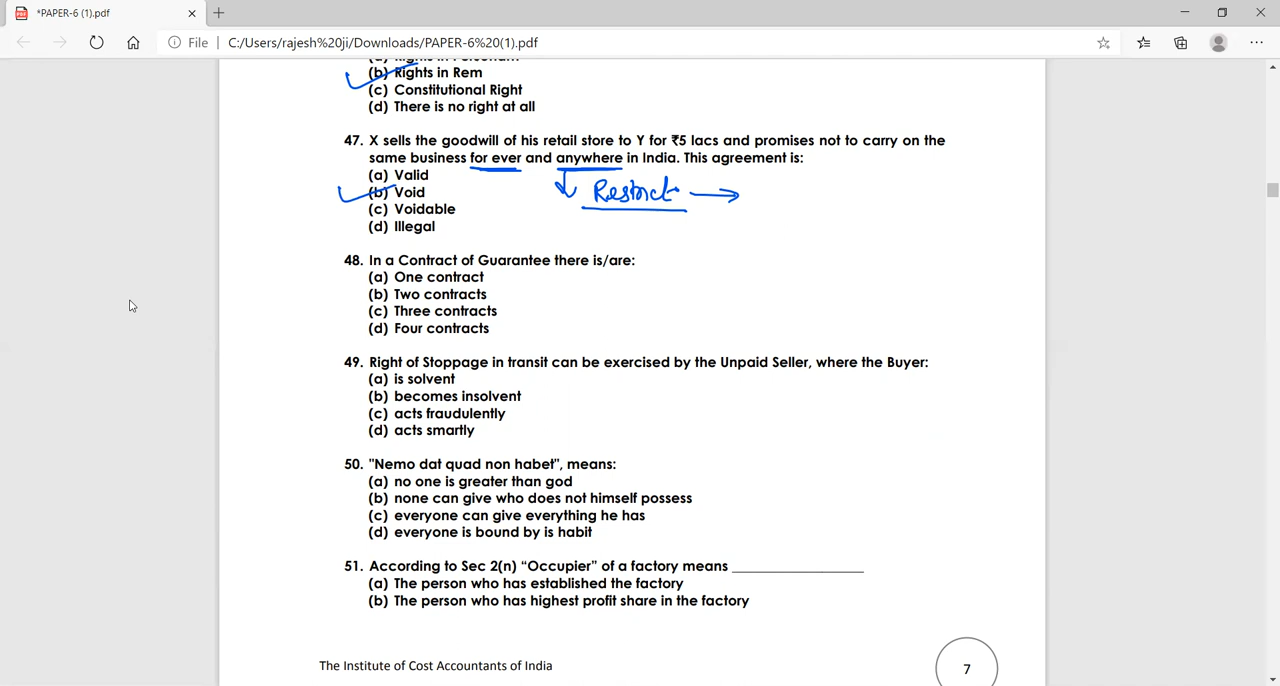 *PAPER-6 (1).pdf
File | C:/Users/rajesh%20ji/Downloads/PAPER-6%20(1).pdf
(b) Rights in Rem
(c) Constitutional Right
(d) There is no right at all
47. X sells the goodwill of his retail store to Y for ₹5 lacs and promises not to carry on the
same business for ever and anywhere in India. This agreement is:
(a) Valid
(b) Void
Restrict
(c) Voidable
(d) Illegal
48. In a Contract of Guarantee there is/are:
(a) One contract
(b) Two contracts
(c) Three contracts
(d) Four contracts
49. Right of Stoppage in transit can be exercised by the Unpaid Seller, where the Buyer:
(a) is solvent
(b) becomes insolvent
(c) acts fraudulently
(d) acts smartly
50. "Nemo dat quad non habet", means:
(a) no one is greater than god
(b) none can give who does not himself possess
(c) everyone can give everything he has
(d) everyone is bound by is habit
51. According to Sec 2(n) “Occupier” of a factory means ____________________
(a) The person who has established the factory
(b) The person who has highest profit share in the factory
The Institute of Cost Accountants of India
7